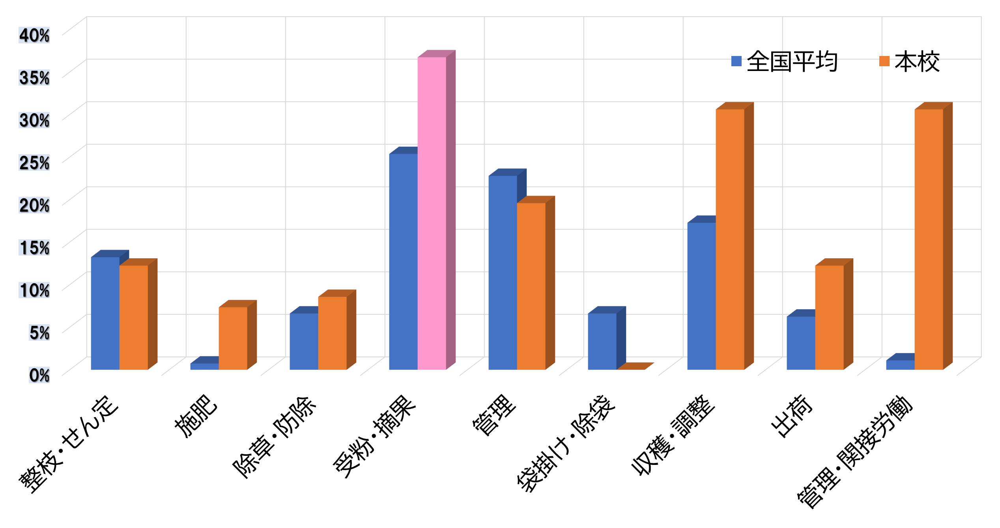 40%
35%
30%
25%
20%
15%
10%
5%
0%
全国平均
本校
整枝・せん定
施肥
除草・防除
受粉・摘果
管理
袋掛け・除袋
収穫・調整
出荷
管理・関接労働